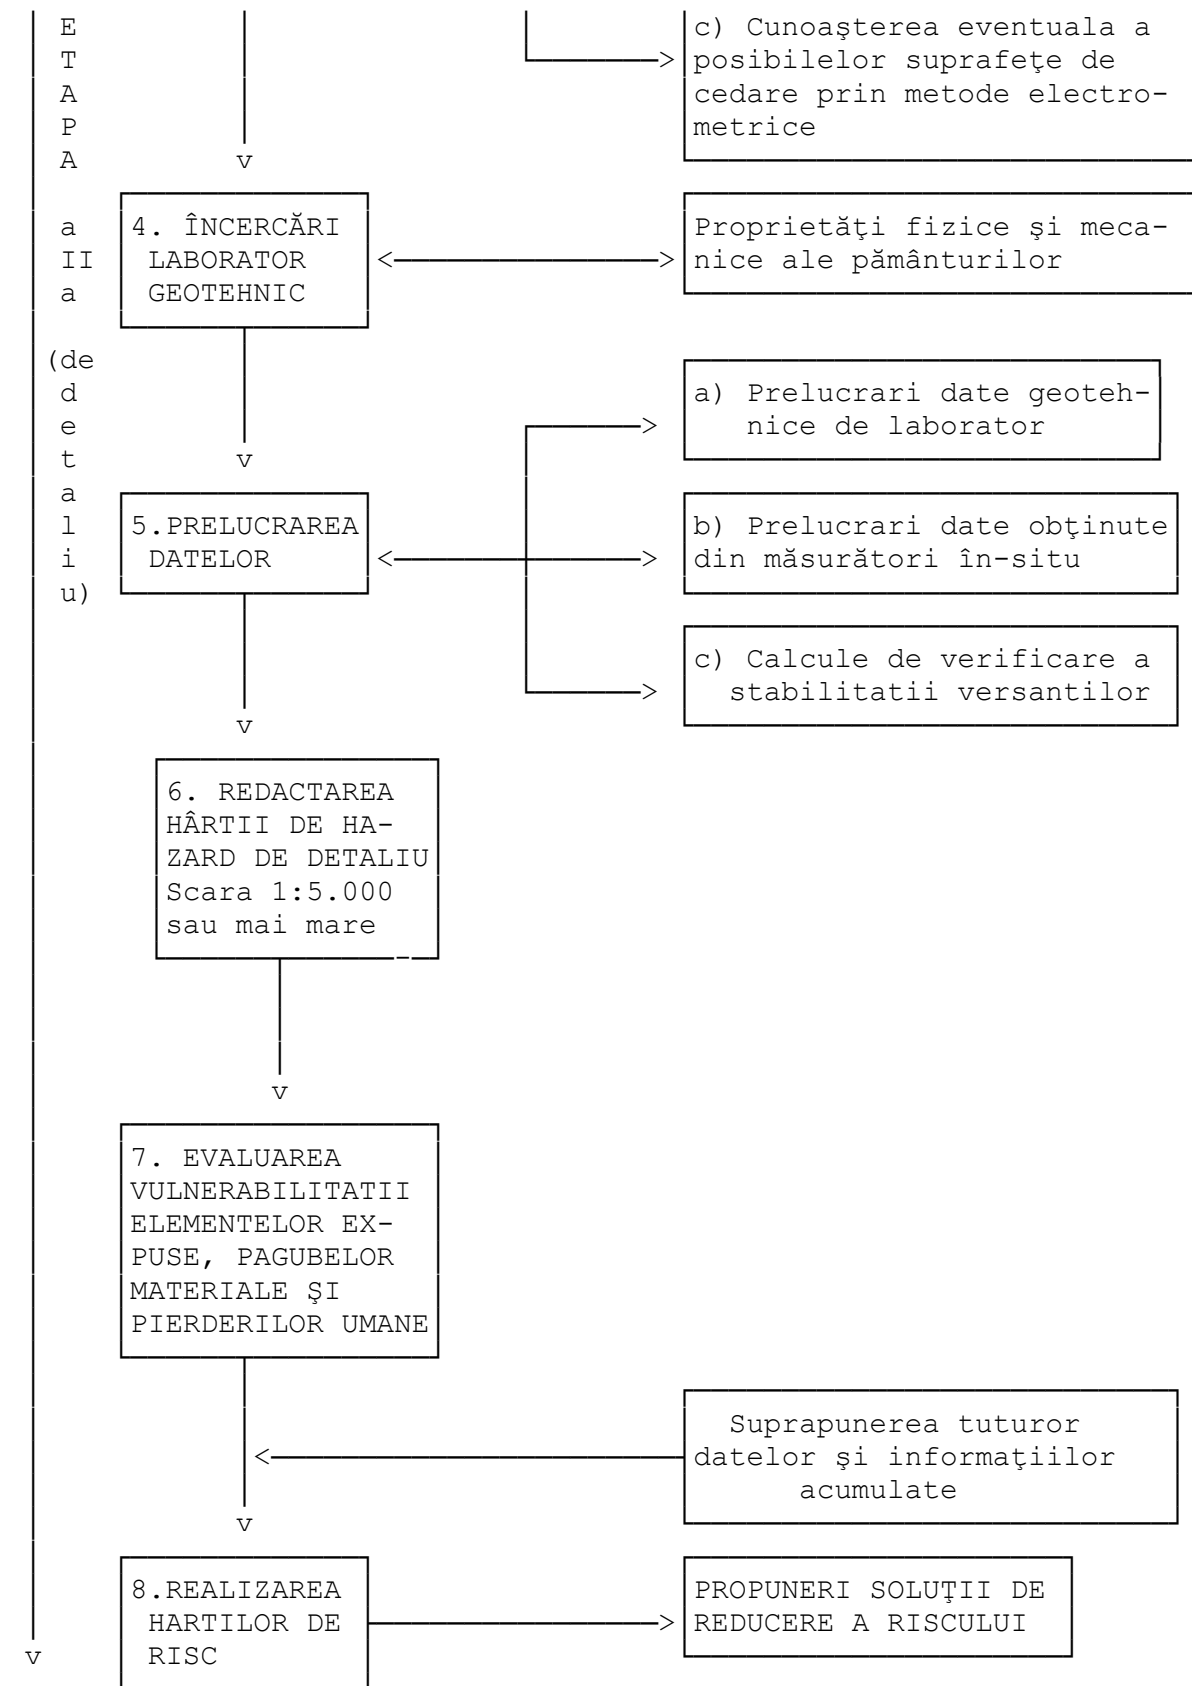 E
T
A
P
A
a
II
a
(de
d
e
t
a
l
i
u)
c) Cunoaşterea eventuala a
posibilelor suprafeţe de
cedare prin metode electro-
metrice
4. ÎNCERCĂRI
LABORATOR
GEOTEHNIC
Proprietăţi fizice şi meca-
nice ale pământurilor
a) Prelucrari date geoteh-
nice de laborator
5.PRELUCRAREA
DATELOR
b) Prelucrari date obţinute
din măsurători în-situ
c) Calcule de verificare a
stabilitatii versantilor
6. REDACTAREA
HÂRTII DE HA-
ZARD DE DETALIU
Scara 1:5.000
sau mai mare
7. EVALUAREA
VULNERABILITATII
ELEMENTELOR EX-
PUSE, PAGUBELOR
MATERIALE ŞI
PIERDERILOR UMANE
Suprapunerea tuturor
datelor şi informaţiilor
acumulate
8.REALIZAREA
HARTILOR DE
RISC
PROPUNERI SOLUŢII DE
REDUCERE A RISCULUI